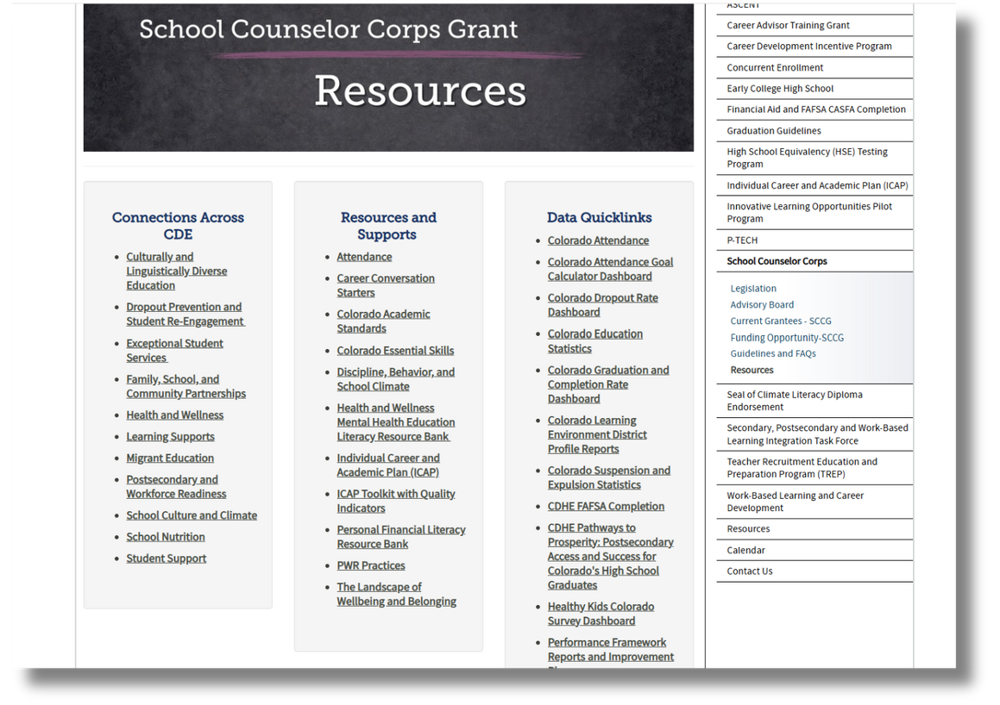 School Counselor Corps Grant
Resources
Connections Across
CDE
Culturally and
Linguistically Diverse
Education
Dropout Prevention and
Student Re-Engagement
Exceptional Student
Services
Family, School, and
Community Partnerships
Health and Wellness
Learning Supports
Migrant Education
Postsecondary and
Workforce Readiness
School Culture and Climate
School Nutrition
Student Support
Resources and
Supports
Attendance
Career Conversation
Starters
Colorado Academic
Standards
Colorado Essential Skills
Discipline, Behavior, and
School Climate
Health and Wellness
Mental Health Education
Literacy Resource Bank
Individual Career and
Academic Plan (ICAP)
ICAP Toolkit with Quality
Indicators
Personal Financial Literacy
Resource Bank
PWR Practices
The Landscape of
Wellbeing and Belonging
Data Quicklinks
Colorado Attendance
Colorado Attendance Goal
Calculator Dashboard
Colorado Dropout Rate
Dashboard
Colorado Education
Statistics
Colorado Graduation and
Completion Rate
Dashboard
Colorado Learning
Environment District
Profile Reports
Colorado Suspension and
Expulsion Statistics
CDHE FAFSA Completion
CDHE Pathways to
Prosperity: Postsecondary
Access and Success for
Colorado's High School
Graduates
Healthy Kids Colorado
Survey Dashboard
Performance Framework
Reports and Improvement
ASCENT
Career Advisor Training Grant
Career Development Incentive Program
Concurrent Enrollment
Early College High School
Financial Aid and FAFSA CASFA Completion
Graduation Guidelines
High School Equivalency (HSE) Testing
Program
Individual Career and Academic Plan (ICAP)
Innovative Learning Opportunities Pilot
Program
P-TECH
School Counselor Corps
Legislation
Advisory Board
Current Grantees - SCCG
Funding Opportunity-SCCG
Guidelines and FAQs
Resources
Seal of Climate Literacy Diploma
Endorsement
Secondary, Postsecondary and Work-Based
Learning Integration Task Force
Teacher Recruitment Education and
Preparation Program (TREP)
Work-Based Learning and Career
Development
Resources
Calendar
Contact Us